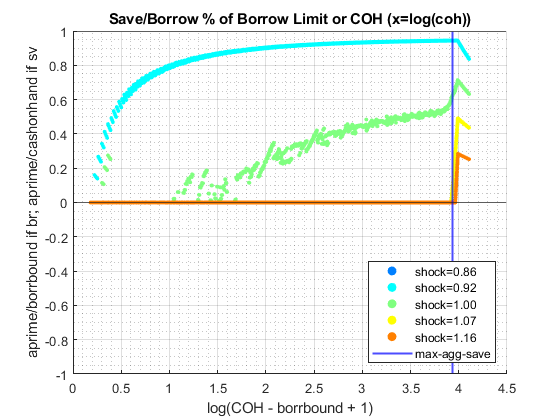 Save/Borrow % of Borrow Limit or COH (x=log(coh))
aprime/borrbound if br; aprime/cashonhand if sv
1
0.8
0.6
0.4
0.2
0
-0.2
-0.4
-0.6
-0.8
-1
shock=0.86
shock=0.92
shock=1.00
shock=1.07
shock=1.16
max-agg-save
0 0.5 1 1.5 2 2.5 3 3.5 4 4.5
log(COH - borrbound + 1)